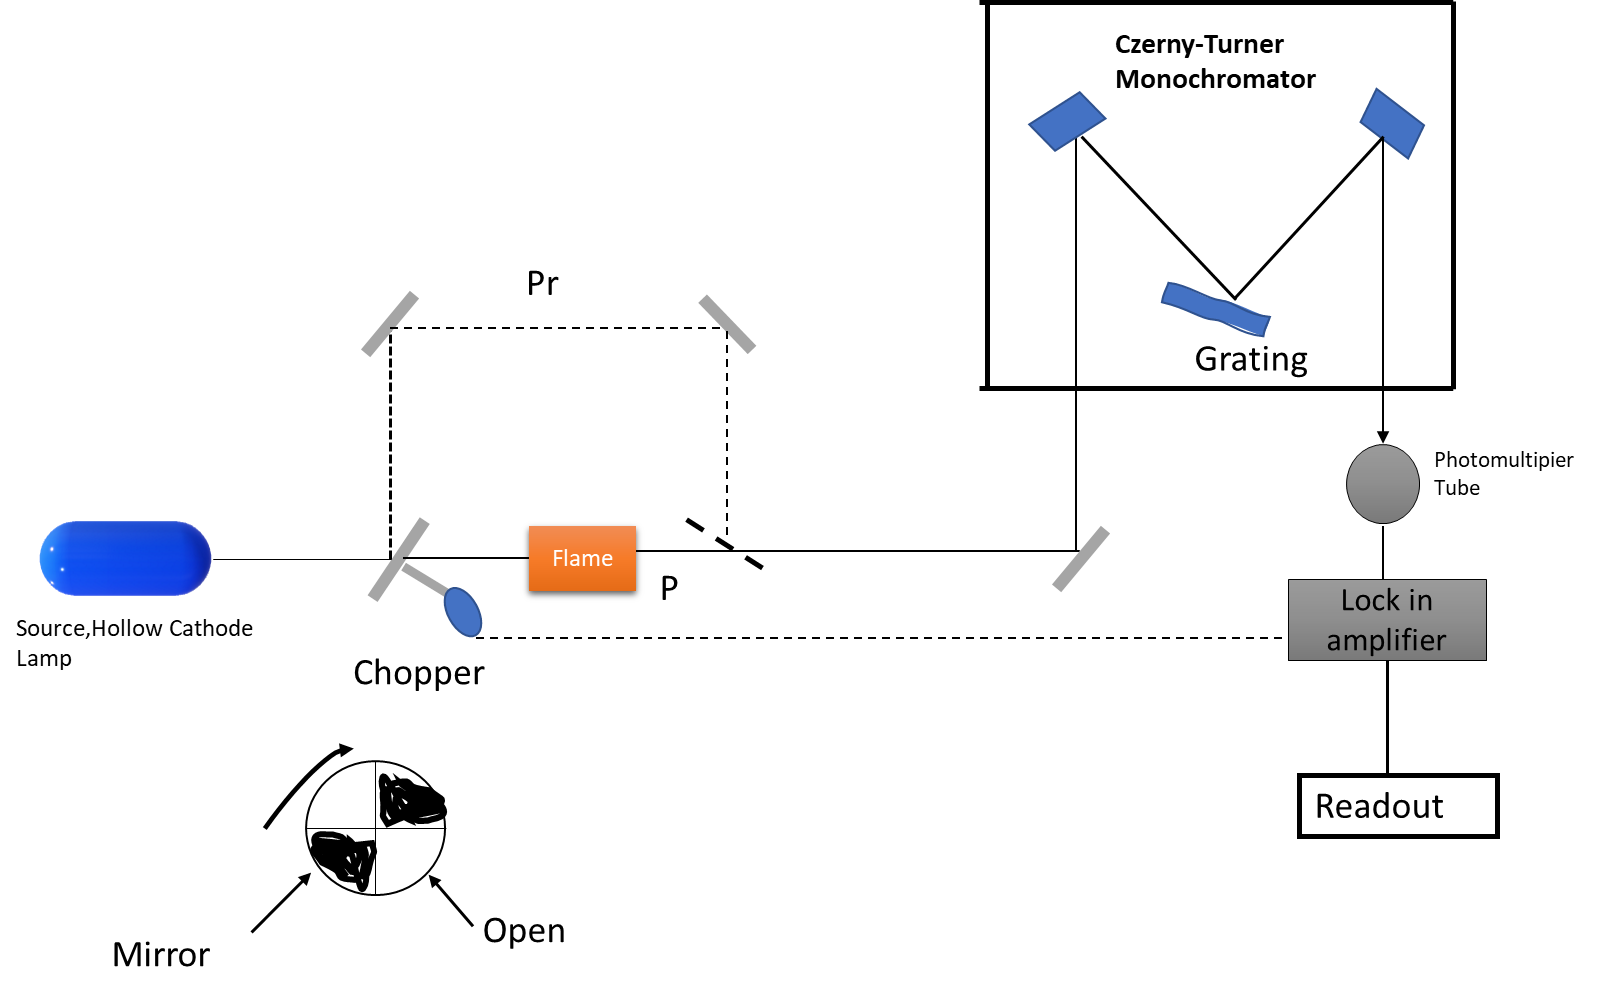 Czerny-Turner
Monochromator
Pr
Grating
Photomultipier
Tube
Flame
P
Source,Hollow Cathode
Lamp
Chopper
Lock in
amplifier
Readout
Mirror
Open